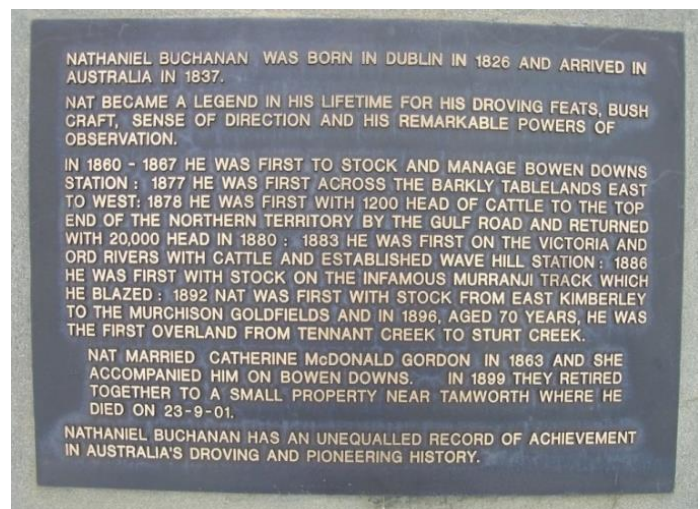 NATHANIEL BUCHANAN WAS BORN IN DUBLIN IN 1826 AND ARRIVED IN
AUSTRALIA IN 1837.
NAT BECAME A LEGEND IN HIS LIFETIME FOR HIS DROVING FEATS, BUSH
CRAFT, SENSE OF DIRECTION AND HIS REMARKABLE POWERS OF
OBSERVATION.
IN 1860 - 1867 HE WAS FIRST TO STOCK AND MANAGE BOWEN DOWNS
STATION : 1877 HE WAS FIRST ACROSS THE BARKLY TABLELANDS EAST
TO WEST: 1878 HE WAS FIRST WITH 1200 HEAD OF CATTLE TO THE TOP
END OF THE NORTHERN TERRITORY BY THE GULF ROAD AND RETURNED
WITH 20,000 HEAD IN 1880 : 1883 HE WAS FIRST ON THE VICTORIA AND
ORD RIVERS WITH CATTLE AND ESTABLISHED WAVE HILL STATION : 1886
HE WAS FIRST WITH STOCK ON THE INFAMOUS MURRANJI TRACK WHICH
HE BLAZED : 1892 NAT WAS FIRST WITH STOCK FROM EAST KIMBERLEY
TO THE MURCHISON GOLDFIELDS AND IN 1896, AGED 70 YEARS, HE WAS
THE FIRST OVERLAND FROM TENNANT CREEK TO STURT CREEK.
NAT MARRIED CATHERINE McDONALD GORDON IN 1863 AND SHE
ACCOMPANIED HIM ON BOWEN DOWNS. IN 1899 THEY RETIRED
TOGETHER TO A SMALL PROPERTY NEAR TAMWORTH WHERE HE
DIED ON 23-9-01.
NATHANIEL BUCHANAN HAS AN UNEQUALLED RECORD OF ACHIEVEMENT
IN AUSTRALIA'S DROVING AND PIONEERING HISTORY.